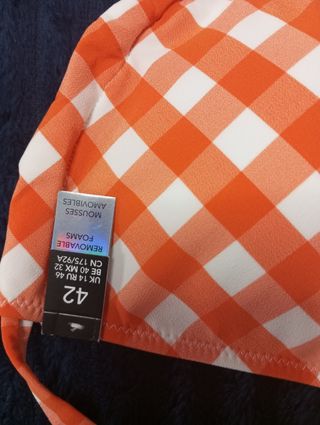 42
UK 14 RU 46
BE 40 MX 32
CN 175/92A
REMOVABLE
FOAMS
MOUSSES
AMOVIBLES